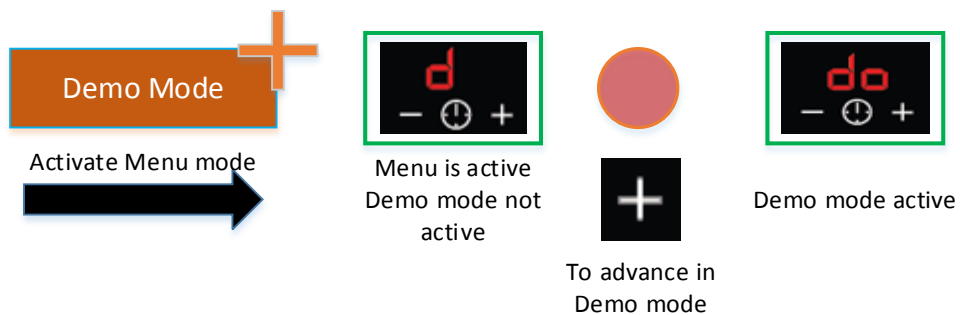 Demo Mode
Activate Menu mode
d
− +
Menu is active
Demo mode not
active
+
To advance in
Demo mode
do
− +
Demo mode active